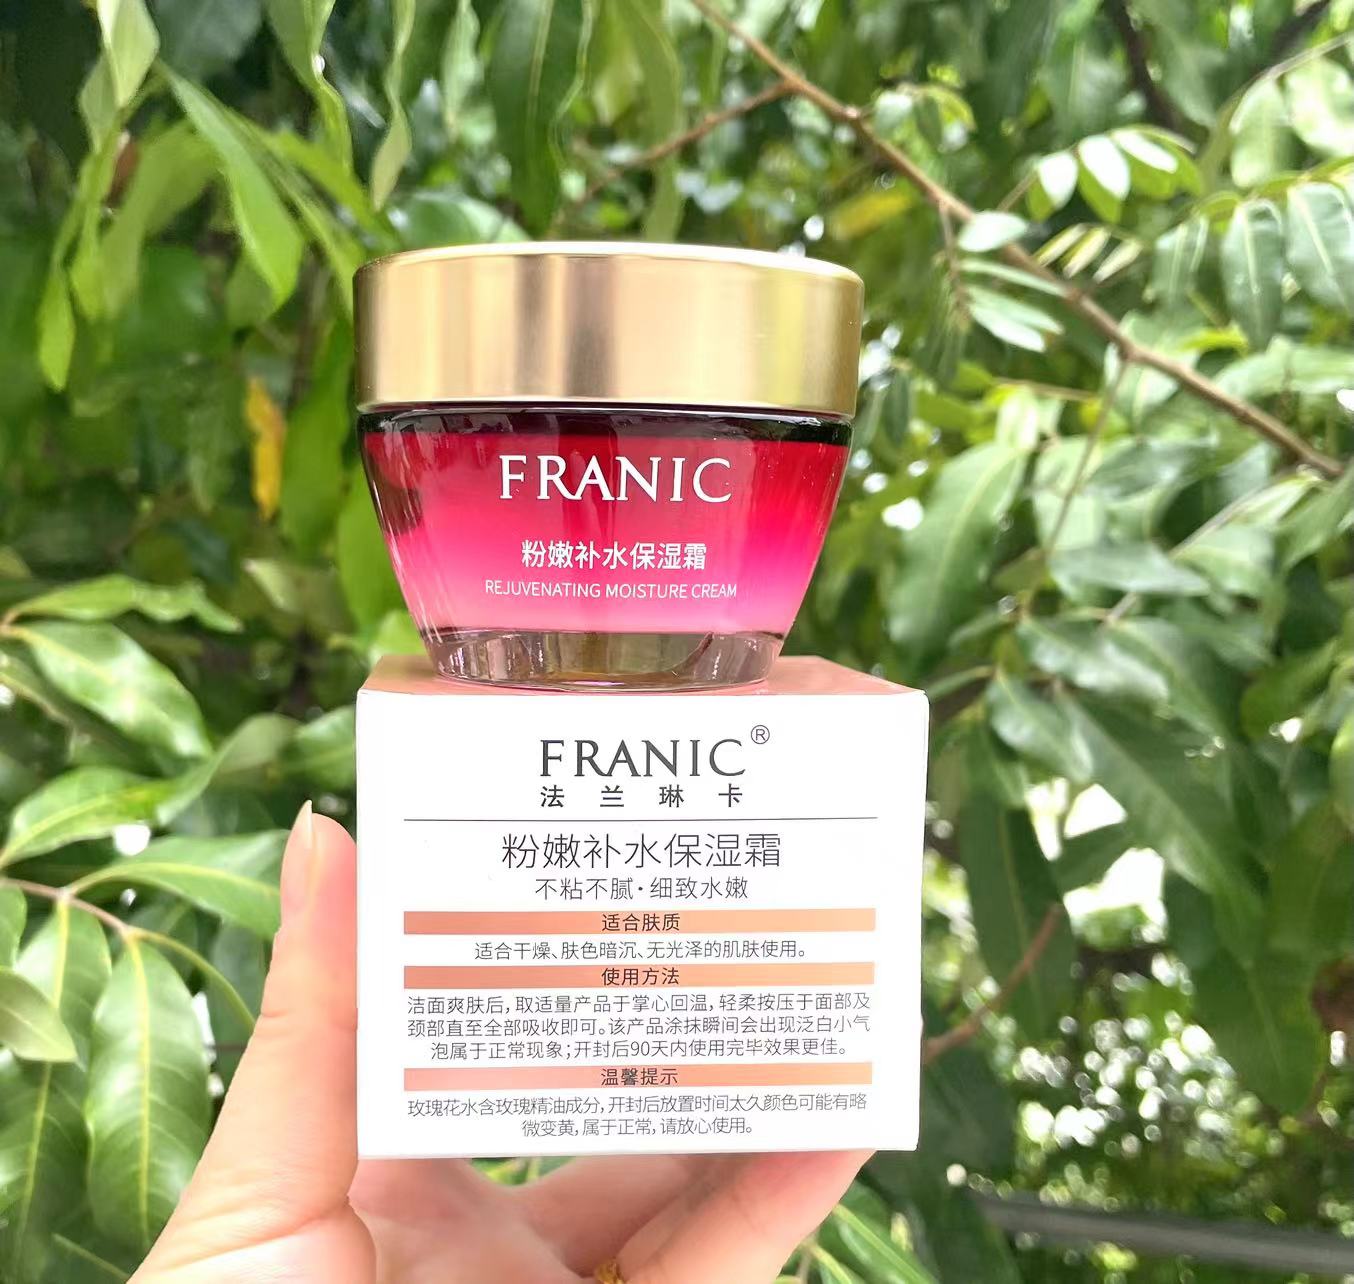 FRANIC
粉嫩补水保湿霜
REJUVENATING MOISTURE CREAM
FRANIC®
法兰琳卡
粉嫩补水保湿霜
不粘不腻·细致水嫩
适合肤质
适合干燥、肤色暗沉、无光泽的肌肤使用。
使用方法
洁面爽肤后,取适量产品于掌心回温,轻柔按压于面部及
颈部直至全部吸收即可。该产品涂抹瞬间会出现泛白小气
泡属于正常现象;开封后90天内使用完毕效果更佳。
温馨提示
玫瑰花水含玫瑰精油成分,开封后放置时间太久颜色可能有略
微变黄,属于正常,请放心使用。